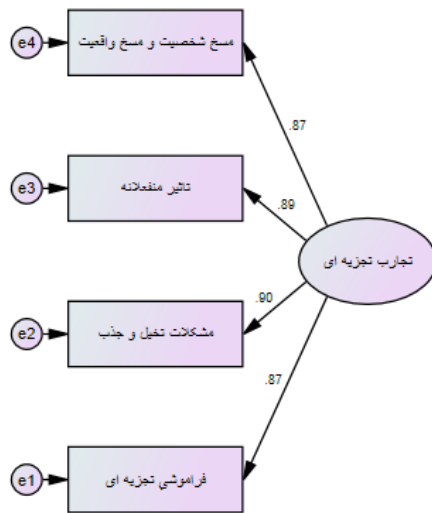 e4
مسخ شخصیت و مسخ واقعیت
.87
e3
تاثیر منفعلانه
.89
تجارب تجزیه ای
e2
مشکلات تخیل و جذب
.90
.87
e1
فراموشي تجزیه ای